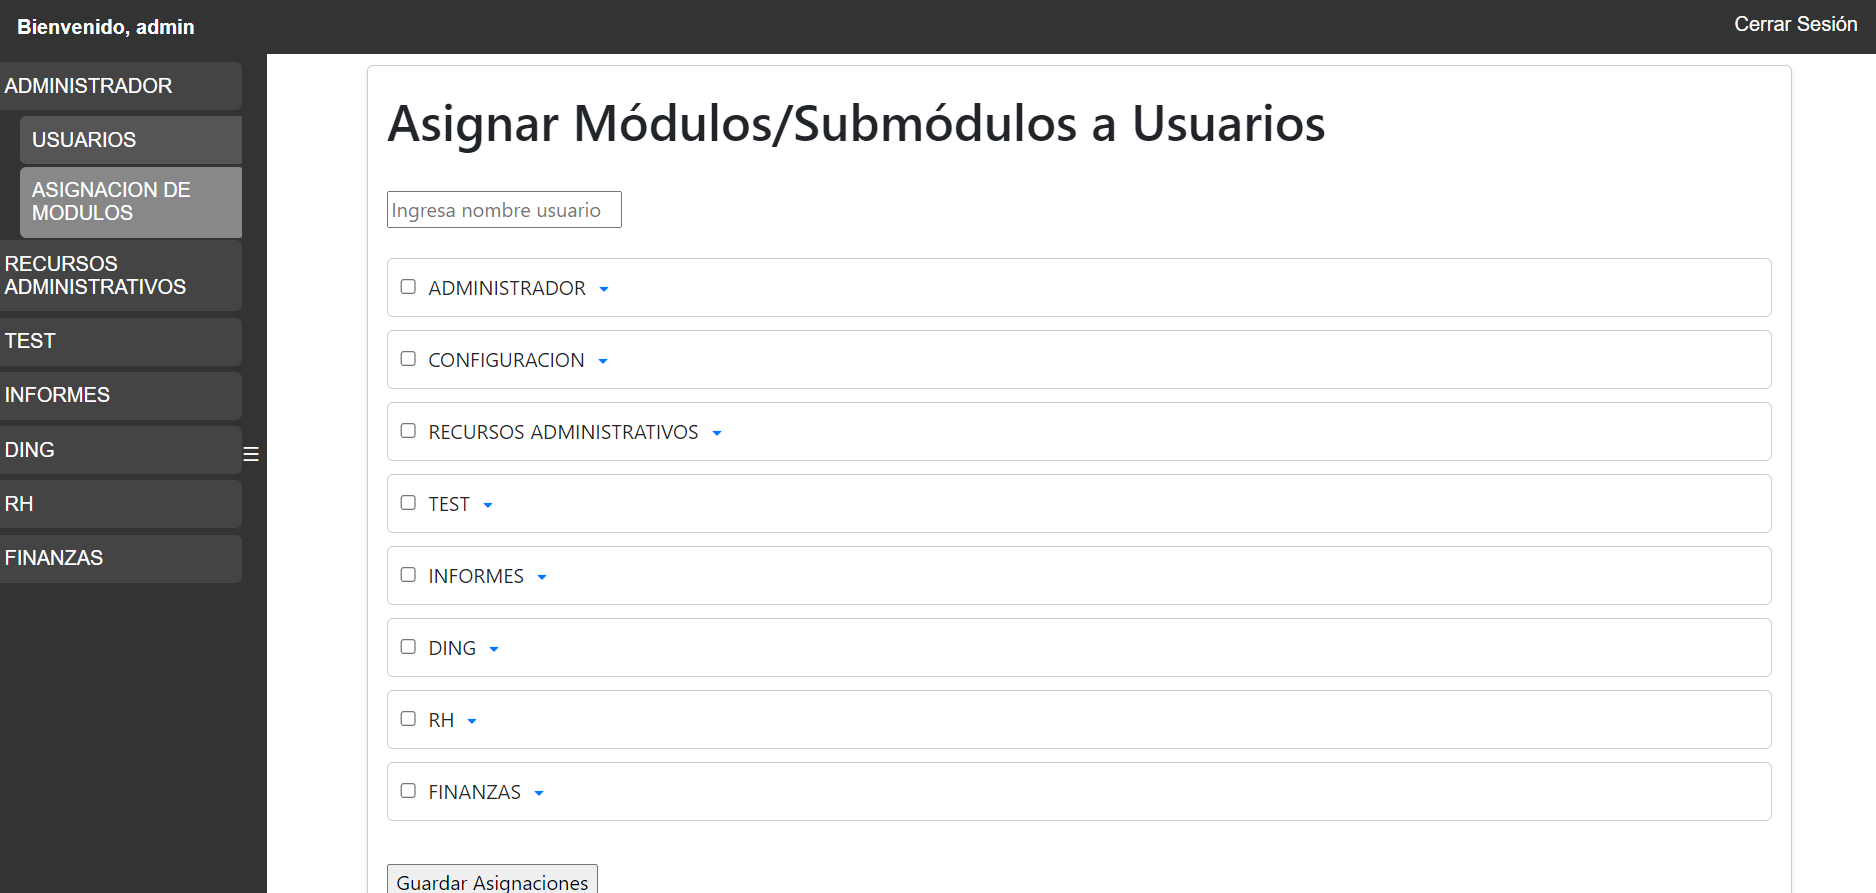 Bienvenido, admin
Cerrar Sesión
ADMINISTRADOR
USUARIOS
ASIGNACION DE
MODULOS
RECURSOS
ADMINISTRATIVOS
TEST
INFORMES
DING
RH
FINANZAS
Asignar Módulos/Submódulos a Usuarios
Ingresa nombre usuario
ADMINISTRADOR
CONFIGURACION
RECURSOS ADMINISTRATIVOS
TEST
INFORMES
DING
RH
FINANZAS
Guardar Asignaciones